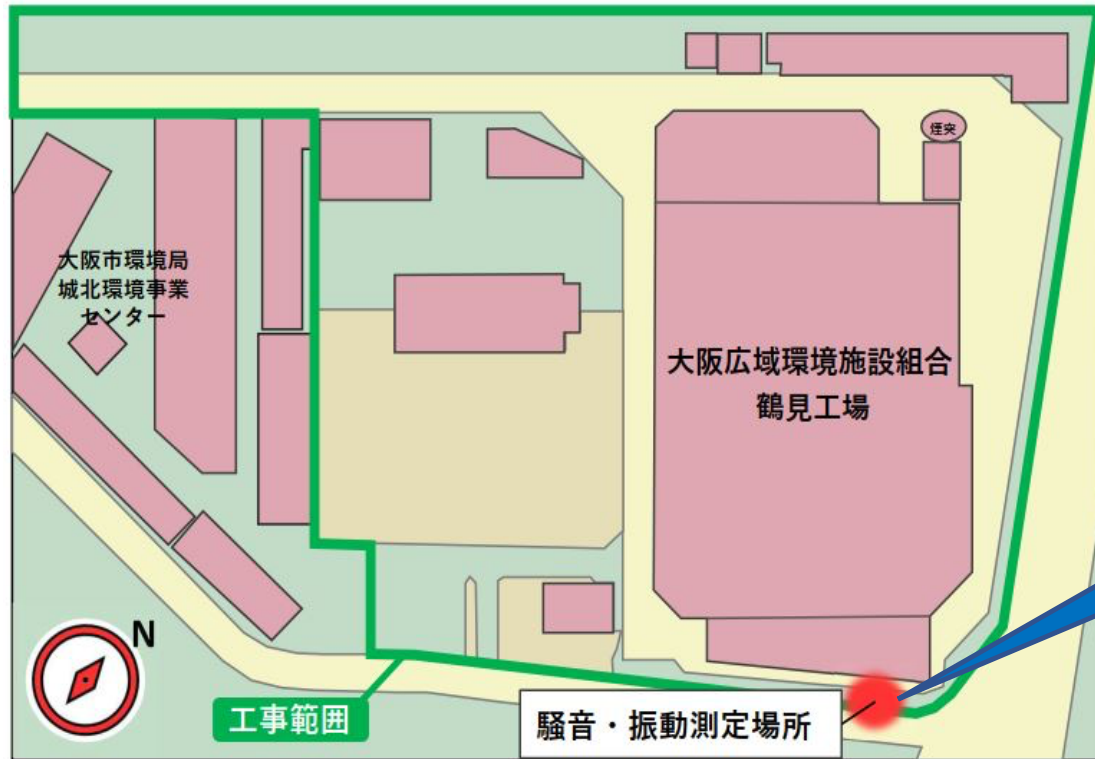 煙突
大阪市環境局
城北環境事業
センター
大阪広域環境施設組合
鶴見工場
N
工事範囲
騒音・振動測定場所